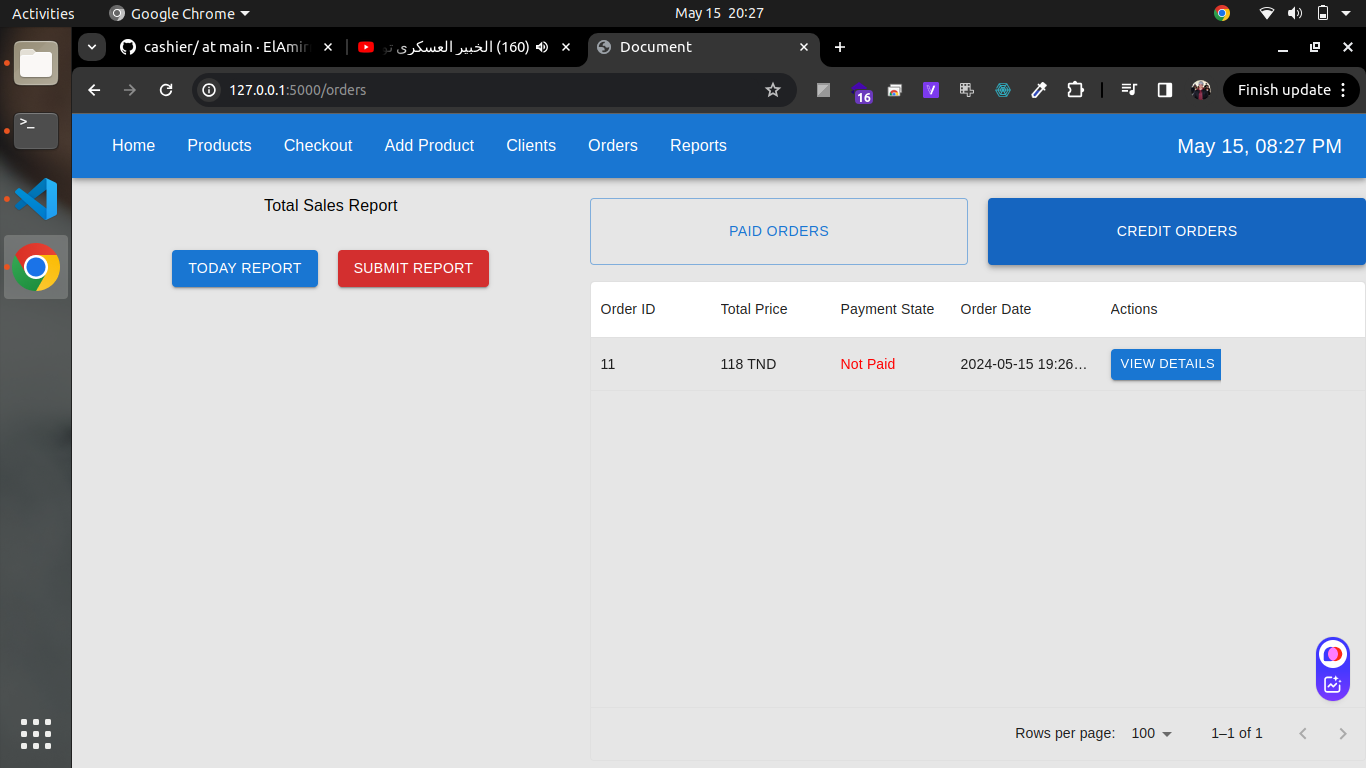 Activities
Google Chrome
May 15 20:27
cashier/ at main · ElAmir
(160) الخبير العسكرى تو
Document
127.0.0.1:5000/orders
16
Finish update
Home
Products
Checkout
Add Product
Clients
Orders
Reports
May 15, 08:27 PM
Total Sales Report
TODAY REPORT
SUBMIT REPORT
PAID ORDERS
CREDIT ORDERS
Order ID
Total Price
Payment State
Order Date
Actions
11
118 TND
Not Paid
2024-05-15 19:26…
VIEW DETAILS
Rows per page:
100
1–1 of 1